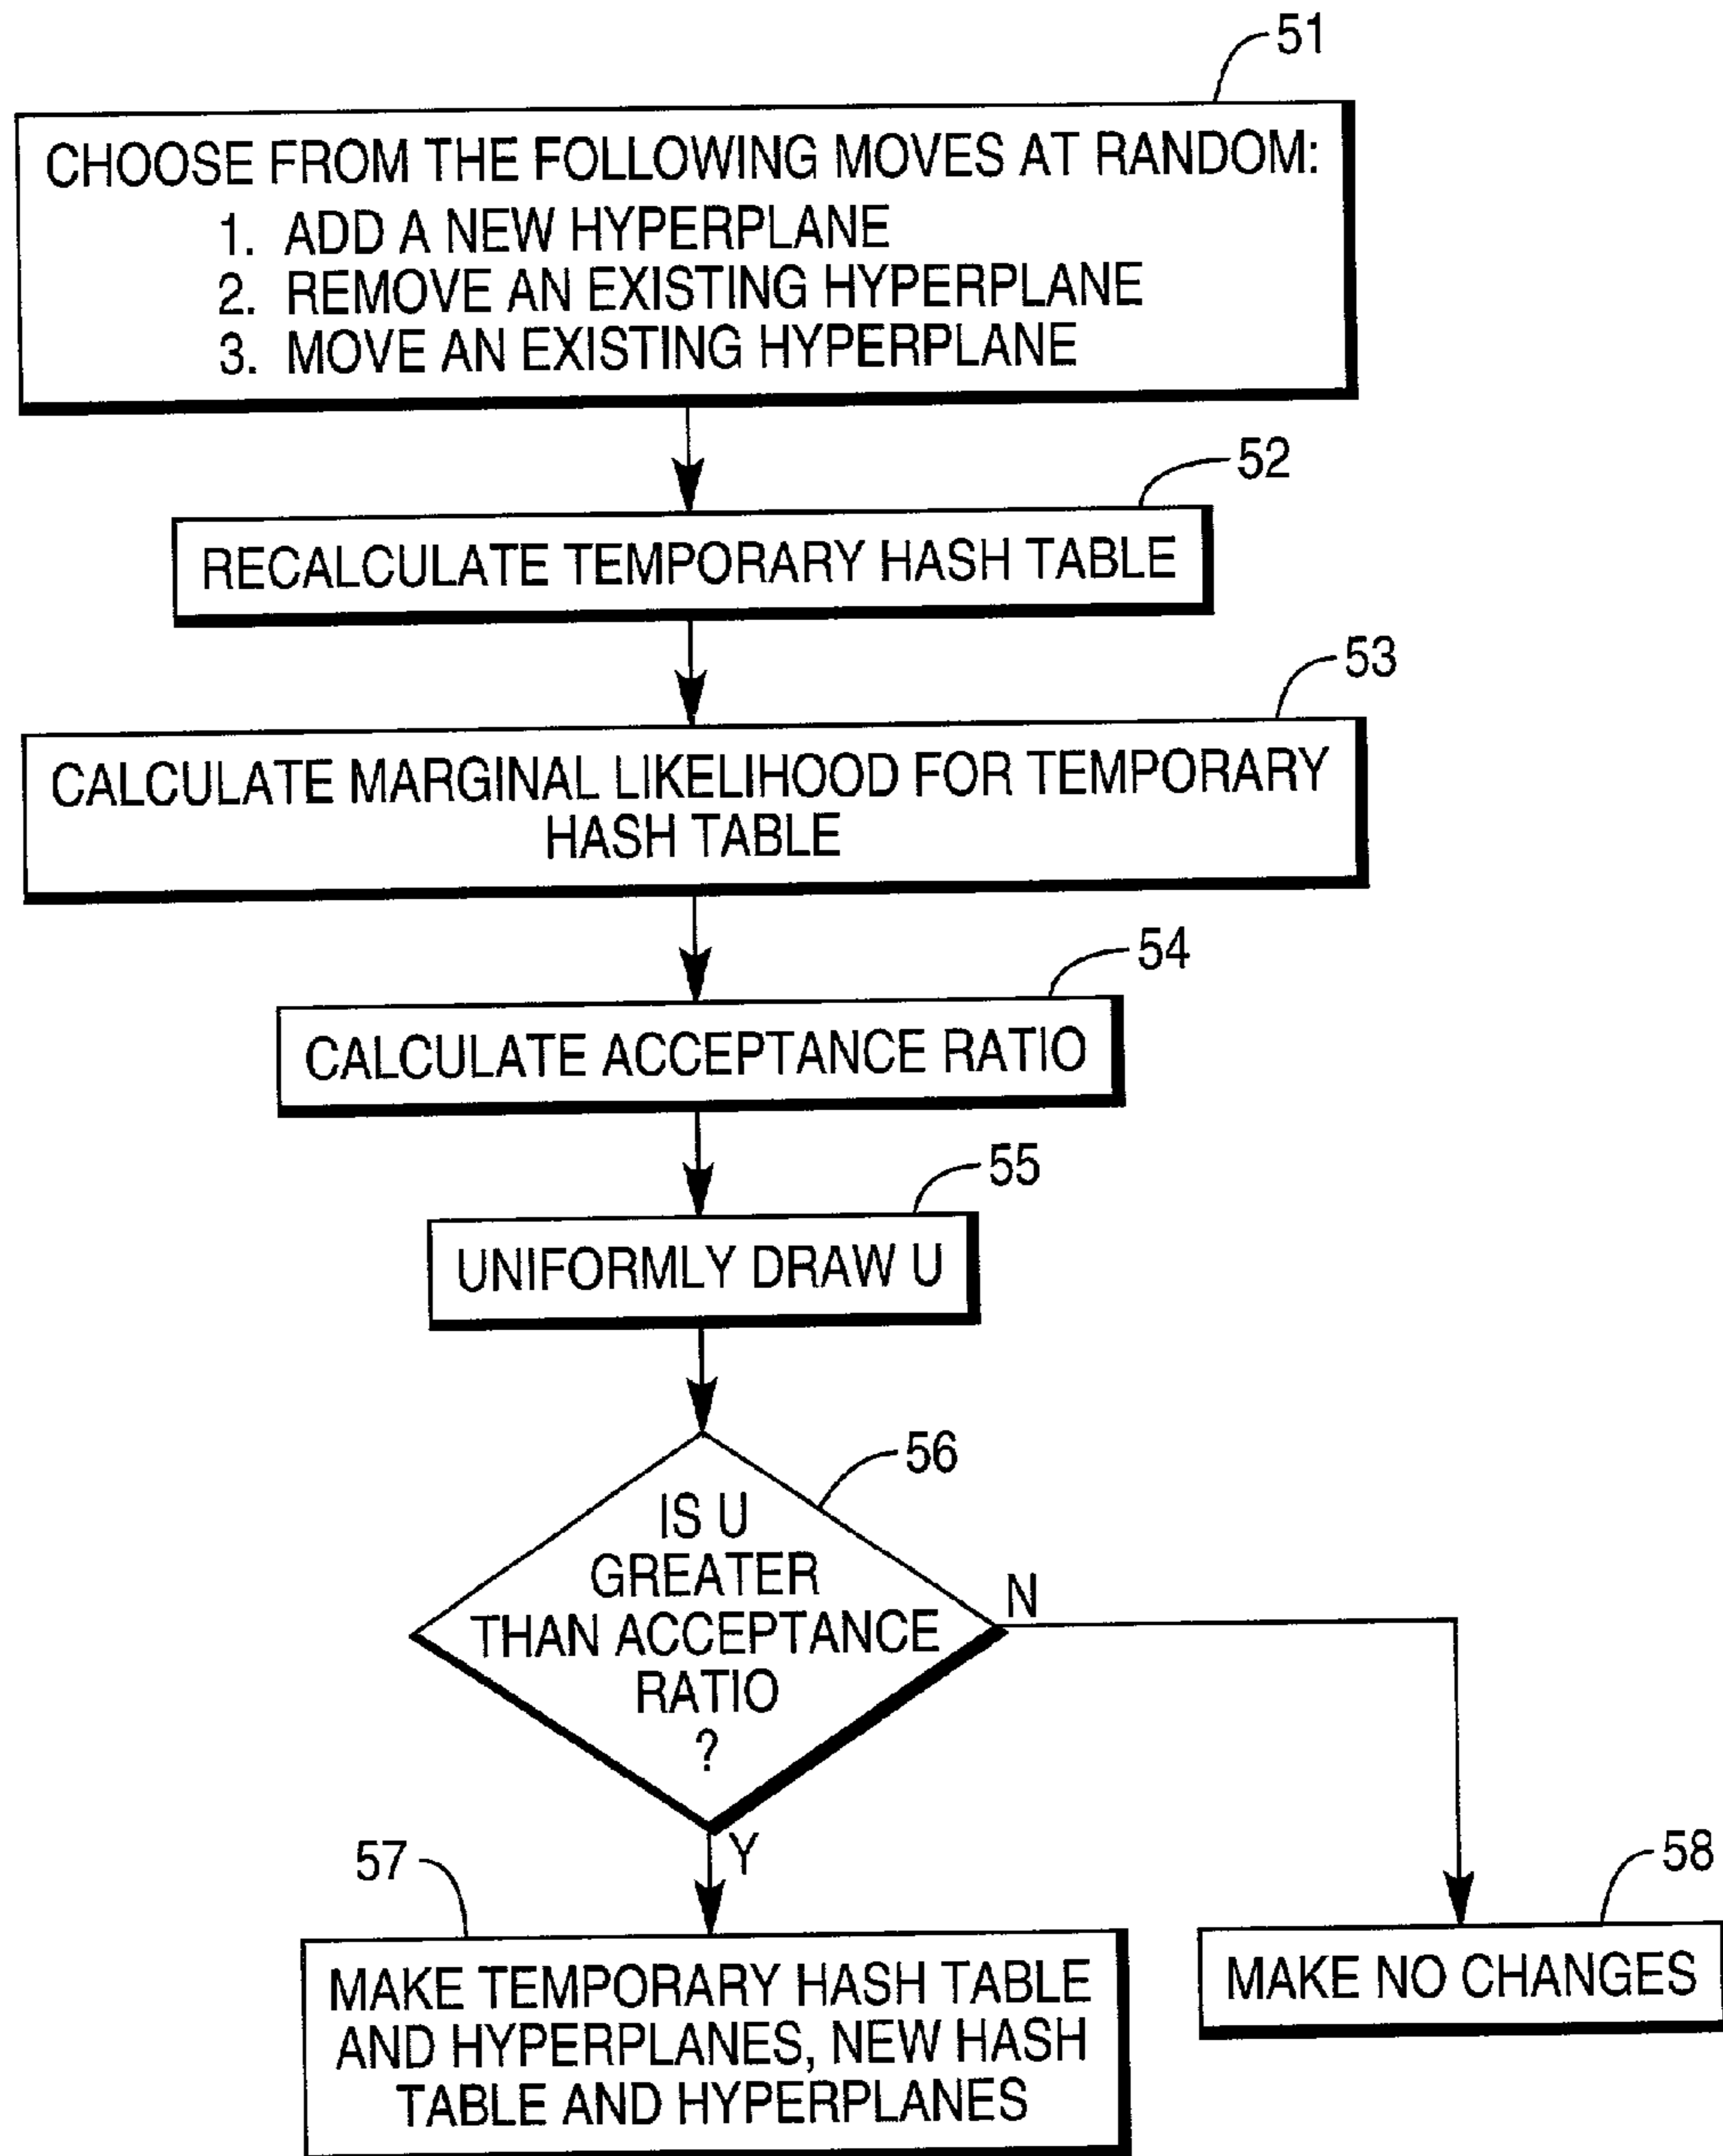 51
CHOOSE FROM THE FOLLOWING MOVES AT RANDOM:
1. ADD A NEW HYPERPLANE
2. REMOVE AN EXISTING HYPERPLANE
3. MOVE AN EXISTING HYPERPLANE
52
RECALCULATE TEMPORARY HASH TABLE
53
CALCULATE MARGINAL LIKELIHOOD FOR TEMPORARY
HASH TABLE
54
CALCULATE ACCEPTANCE RATIO
55
UNIFORMLY DRAW U
56
IS U
GREATER
THAN ACCEPTANCE
RATIO
?
N
Y
57
MAKE TEMPORARY HASH TABLE
AND HYPERPLANES, NEW HASH
TABLE AND HYPERPLANES
58
MAKE NO CHANGES